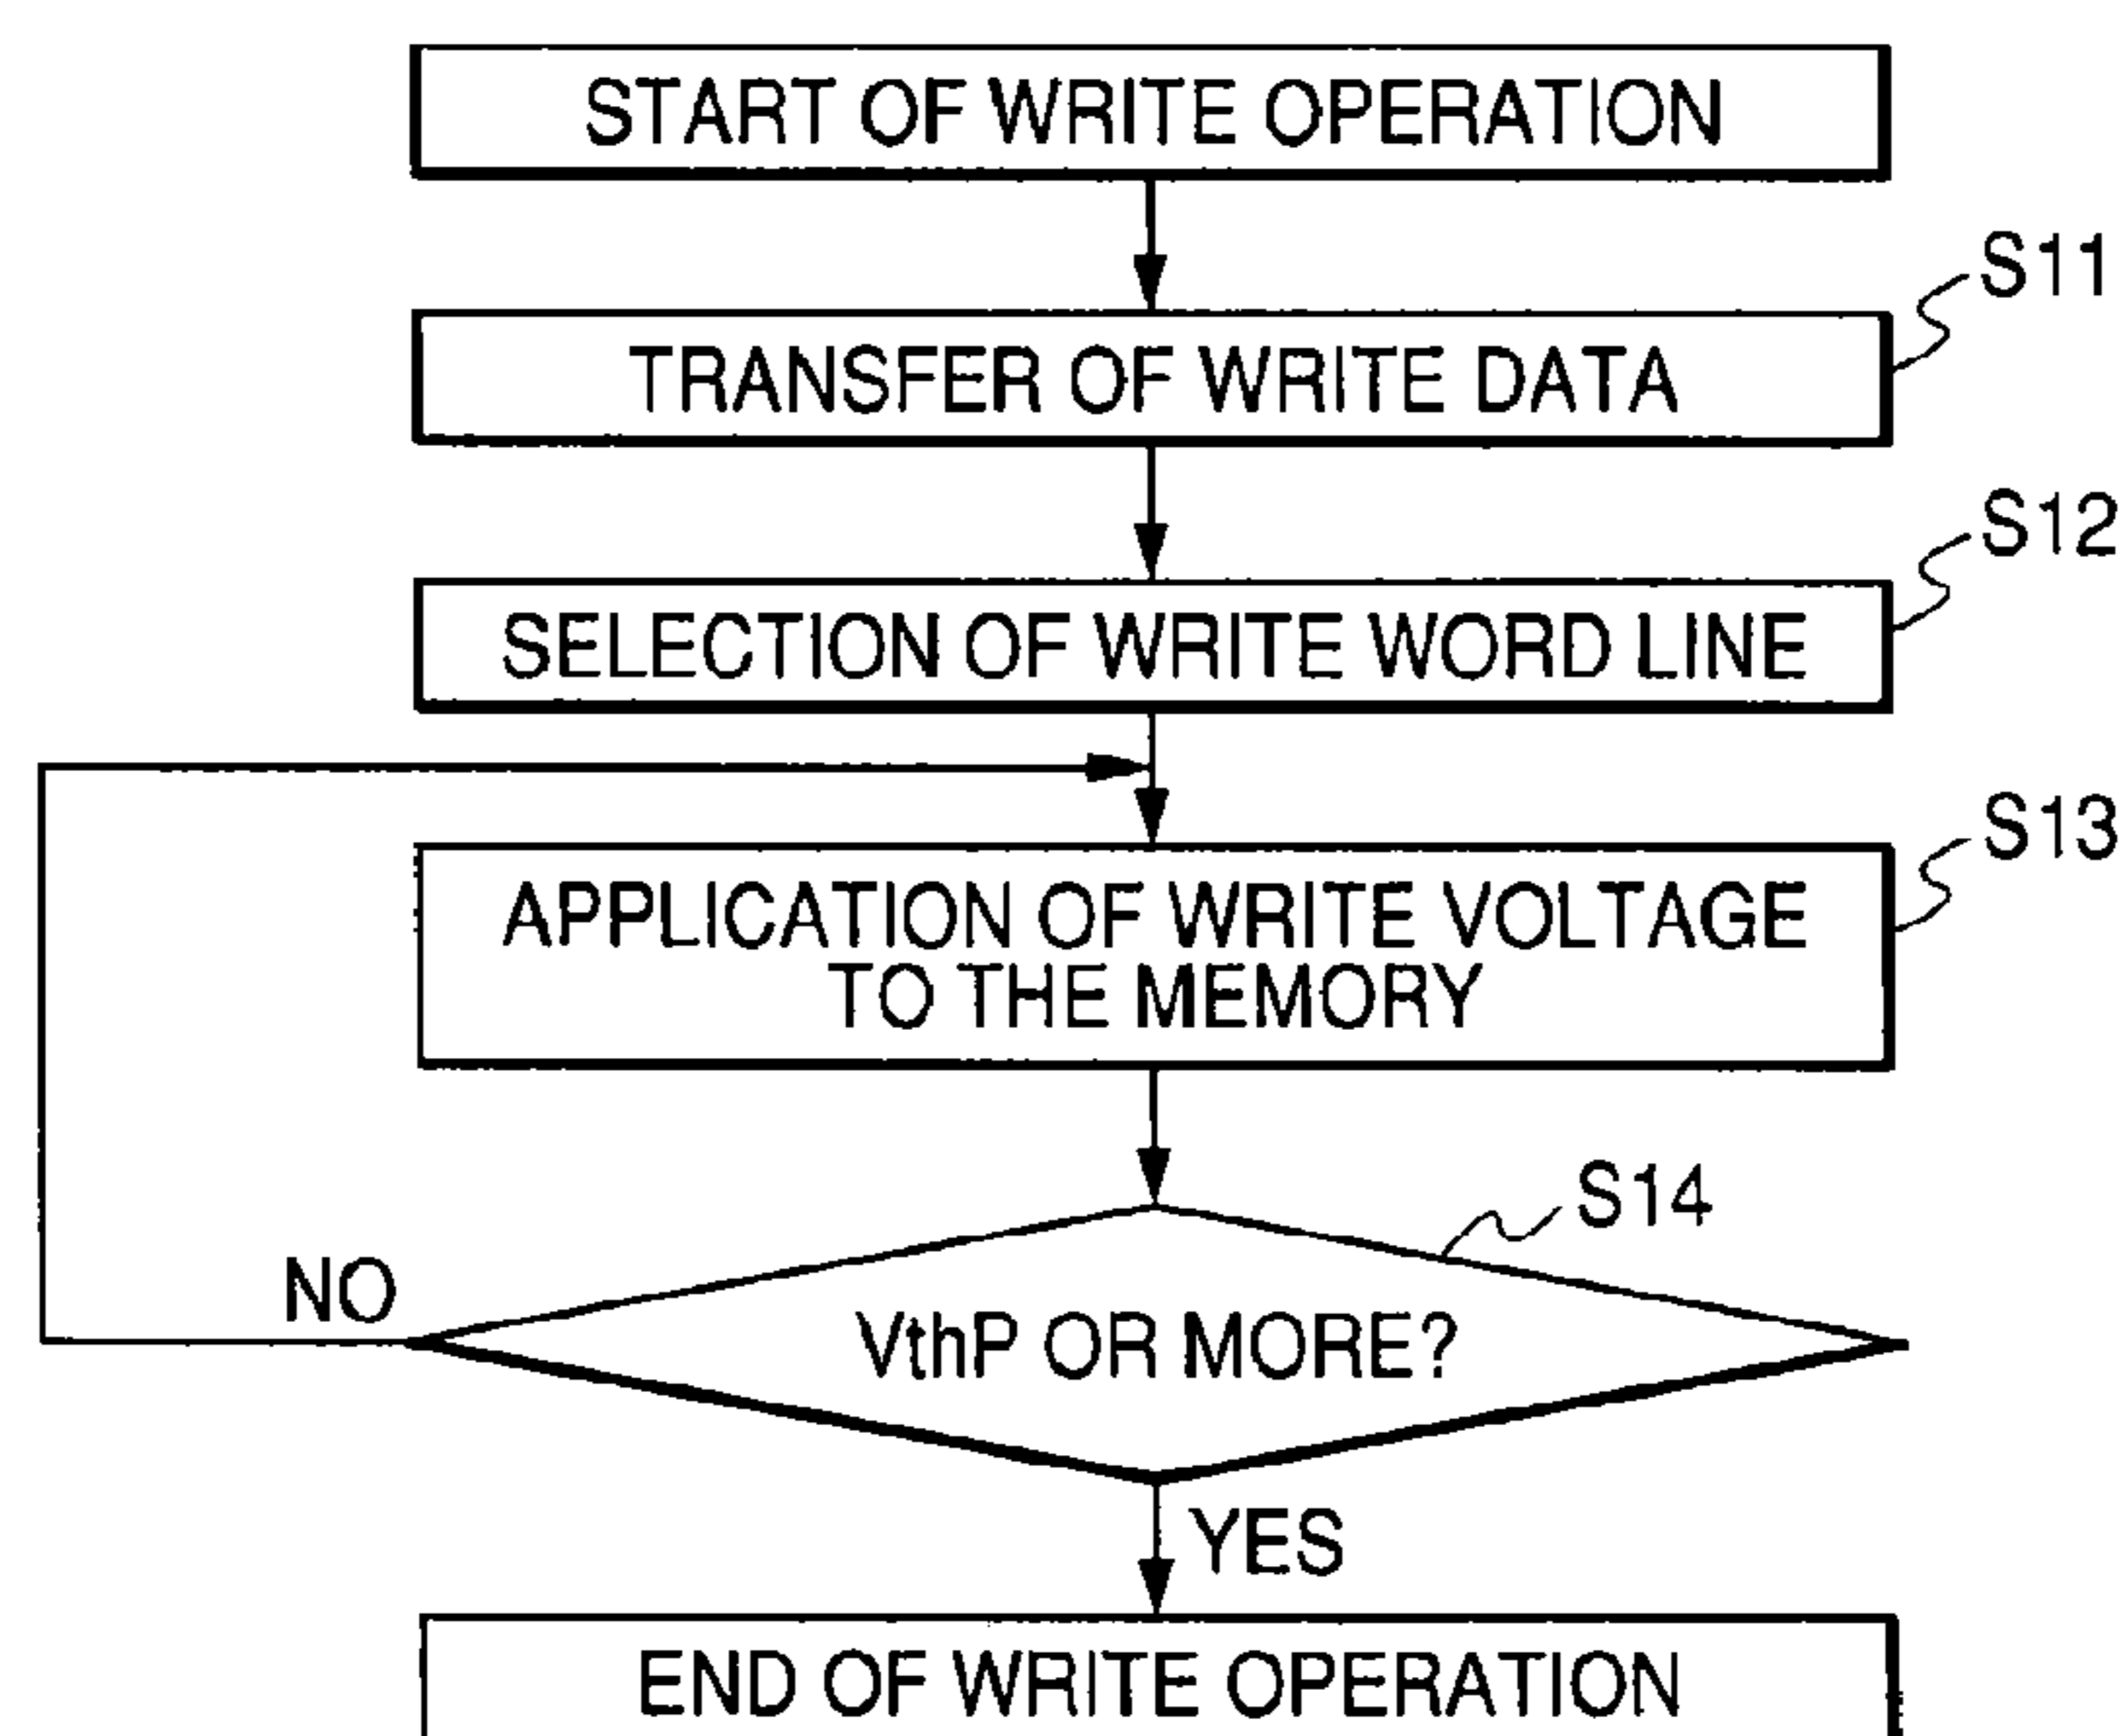 START OF WRITE OPERATION
S11
TRANSFER OF WRITE DATA
S12
SELECTION OF WRITE WORD LINE
S13
APPLICATION OF WRITE VOLTAGE
TO THE MEMORY
S14
NO
VthP OR MORE?
YES
END OF WRITE OPERATION